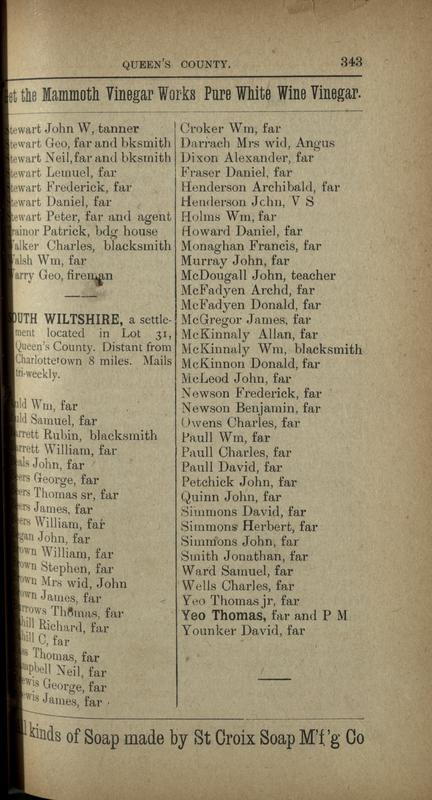 QUEEN'S COUNTY. 343
et the Mammoth Vinegar Works Pure White Wine Vinegar.
tewart John W, tanner
tewart Geo, far and bksmith
tewart Neil, far and bksmith
tewart Lemuel, far
tewart Frederick, far
tewart Daniel, far
tewart Peter, far and agent
rainor Patrick, bdg house
alker Charles, blacksmith
alsh Wm, far
arry Geo, fireman
OUTH WILTSHIRE, a settle-
ment located in Lot 31,
Queen's County. Distant from
Charlottetown 8 miles. Mails
tri-weekly.
uld Wm, far
uld Samuel, far
rrett Rubin, blacksmith
rrett William, far
als John, far
ers George, far
ers Thomas sr, far
ers James, far
ers William, far
gan John, far
own William, far
own Stephen, far
own Mrs wid, John
own James, far
rrows Thomas, far
hill Richard, far
hill C, far
ss Thomas, far
mpbell Neil, far
ewis George, far
ewis James, far
Croker Wm, far
Darrach Mrs wid, Angus
Dixon Alexander, far
Fraser Daniel, far
Henderson Archibald, far
Henderson John, V S
Holms Wm, far
Howard Daniel, far
Monaghan Francis, far
Murray John, far
McDougall John, teacher
McFadyen Archd, far
McFadyen Donald, far
McGregor James, far
McKinnaly Allan, far
McKinnaly Wm, blacksmith
McKinnon Donald, far
McLeod John, far
Newson Frederick, far
Newson Benjamin, far
Owens Charles, far
Paull Wm, far
Paull Charles, far
Paull David, far
Petchick John, far
Quinn John, far
Simmons David, far
Simmons Herbert, far
Simmons John, far
Smith Jonathan, far
Ward Samuel, far
Wells Charles, far
Yeo Thomas jr, far
Yeo Thomas, far and P M
Younker David, far
ll kinds of Soap made by St Croix Soap M'f'g Co